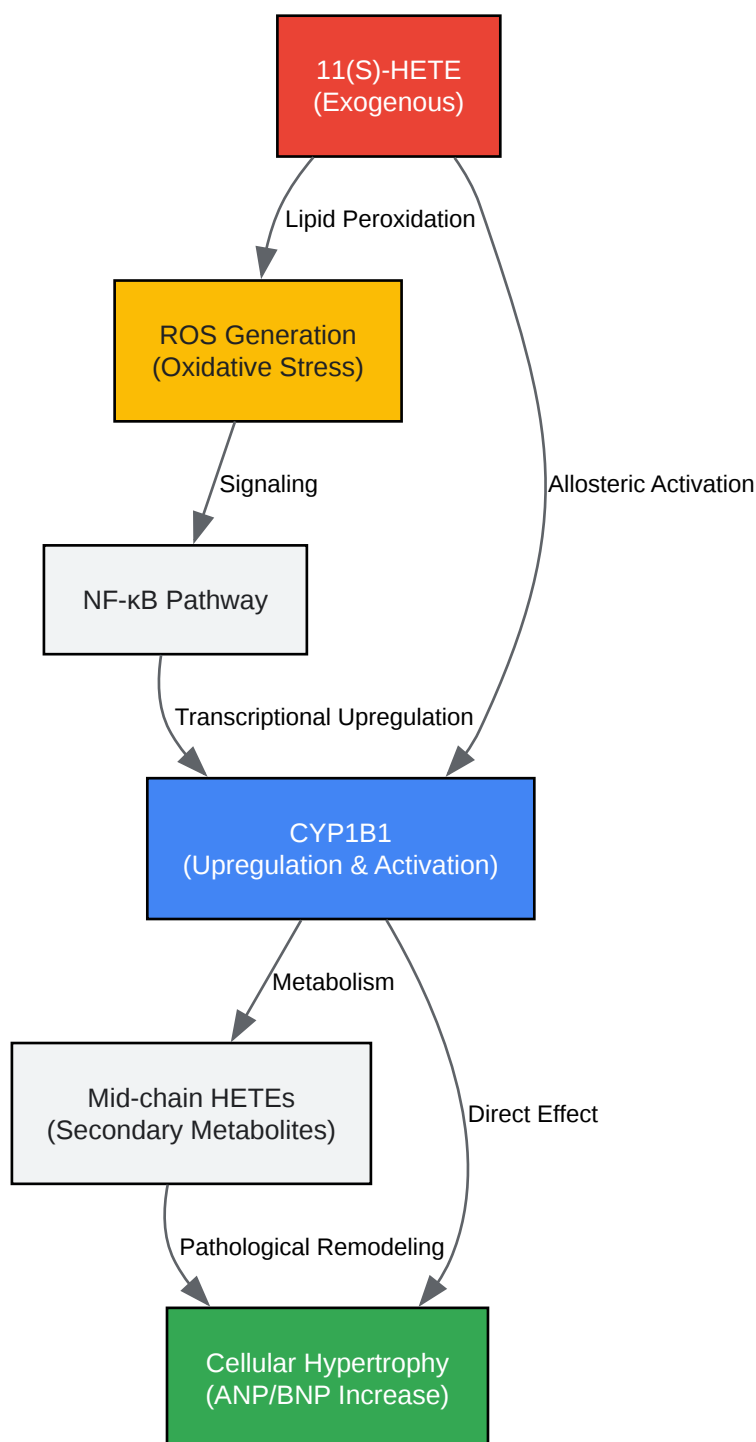 11(S)-HETE
(Exogenous)
Lipid Peroxidation
ROS Generation
(Oxidative Stress)
Signaling
Allosteric Activation
NF-κB Pathway
Transcriptional Upregulation
CYP1B1
(Upregulation & Activation)
Metabolism
Mid-chain HETEs
(Secondary Metabolites)
Direct Effect
Pathological Remodeling
Cellular Hypertrophy
(ANP/BNP Increase)